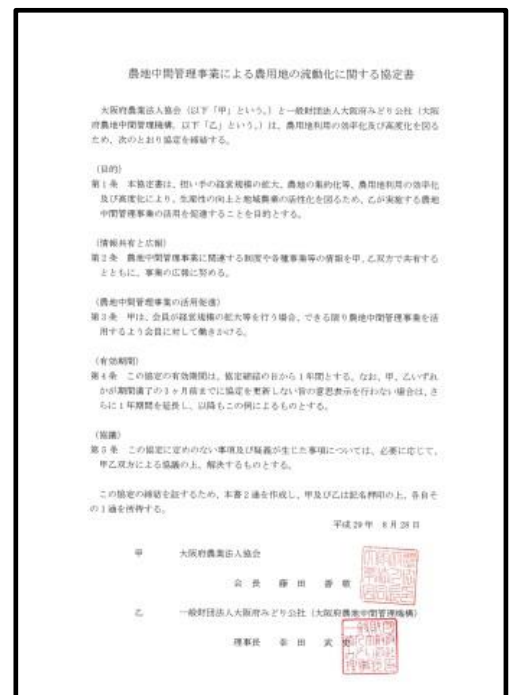 農地中間管理事業による農用地の流動化に関する協定書
大阪府農業法人協会（以下「甲」という。）と一般財団法人大阪府みどり公社（大阪
府農地中間管理機構。以下「乙」という。）は、農用地利用の効率化及び高度化を図る
ため、次のとおり協定を締結する。
（目的）
第１条 本協定書は、担い手の経営規模の拡大、農地の集約化等、農用地利用の効率化
及び高度化により、生産性の向上と地域農業の活性化を図るため、乙が実施する農地
中間管理事業の活用を促進することを目的とする。
（情報共有と広報）
第２条 農地中間管理事業に関連する制度や各種事業等の情報を甲、乙双方で共有する
とともに、事業の広報に努める。
（農地中間管理事業の活用促進）
第３条 甲は、会員が経営規模の拡大等を行う場合、できる限り農地中間管理事業を活
用するよう会員に対して働きかける。
（有効期間）
第４条 この協定の有効期間は、協定締結の日から１年間とする。なお、甲、乙いずれ
かが期間満了の１ヶ月前までに協定を更新しない旨の意思表示を行わない場合は、さ
らに１年期間を延長し、以降もこの例によるものとする。
（協議）
第５条 この協定に定めのない事項及び疑義が生じた事項については、必要に応じて、
甲乙双方による協議の上、解決するものとする。
この協定の締結を証するため、本書２通を作成し、甲及び乙は記名押印の上、各自そ
の１通を所持する。
平成29年 8月28日
甲 大阪府農業法人協会
会長 藤田
乙 一般財団法人大阪府みどり公社（大阪府農地中間管理機構）
理事長 田 武